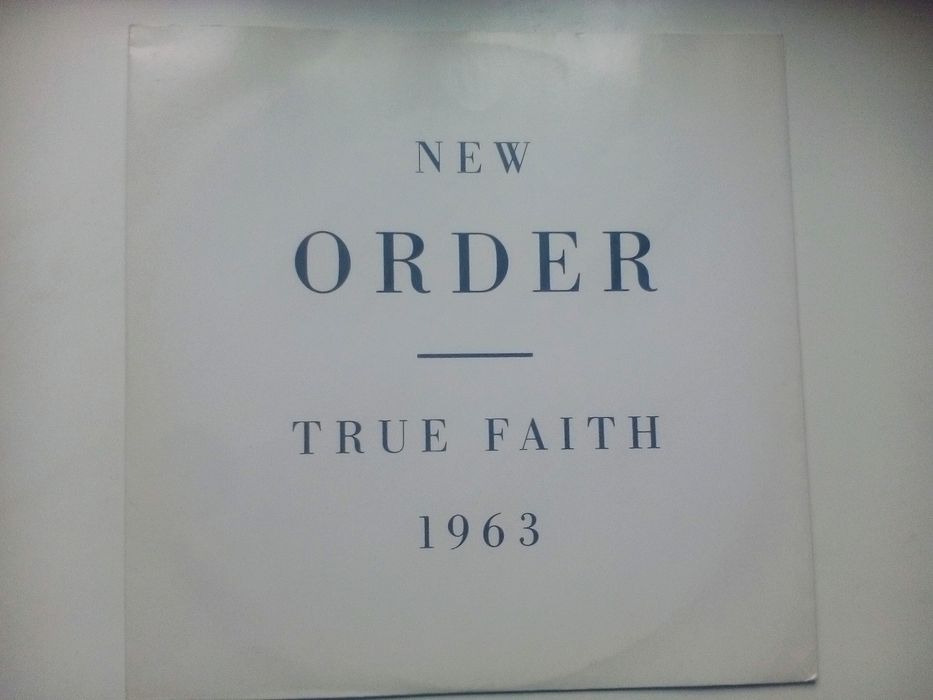 NEW
ORDER
TRUE FAITH
1963